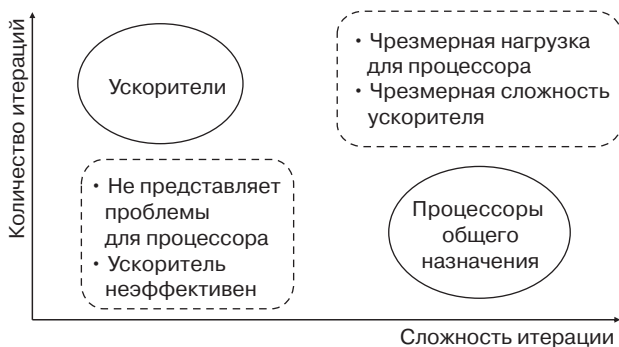 Количество итераций
Ускорители
• Чрезмерная нагрузка
для процессора
• Чрезмерная сложность
ускорителя
• Не представляет
проблемы
для процессора
• Ускоритель
неэффективен
Процессоры
общего
назначения
Сложность итерации